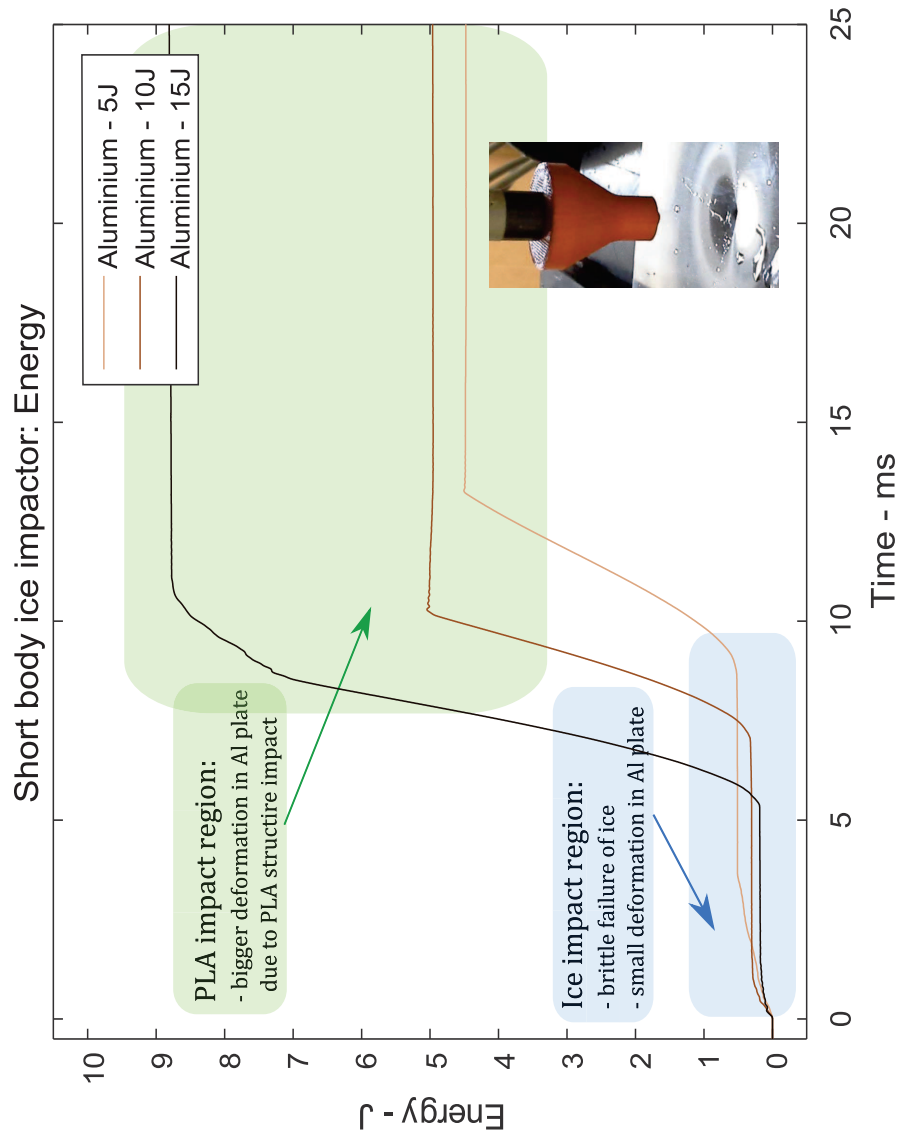 Short body ice impactor: Energy
Energy - J
10
9
8
7
6
5
4
3
2
1
0
Aluminium - 5J
Aluminium - 10J
Aluminium - 15J
PLA impact region:
- bigger deformation in Al plate
due to PLA structire impact
Ice impact region:
- brittle failure of ice
- small deformation in Al plate
0
5
10
15
20
25
Time - ms